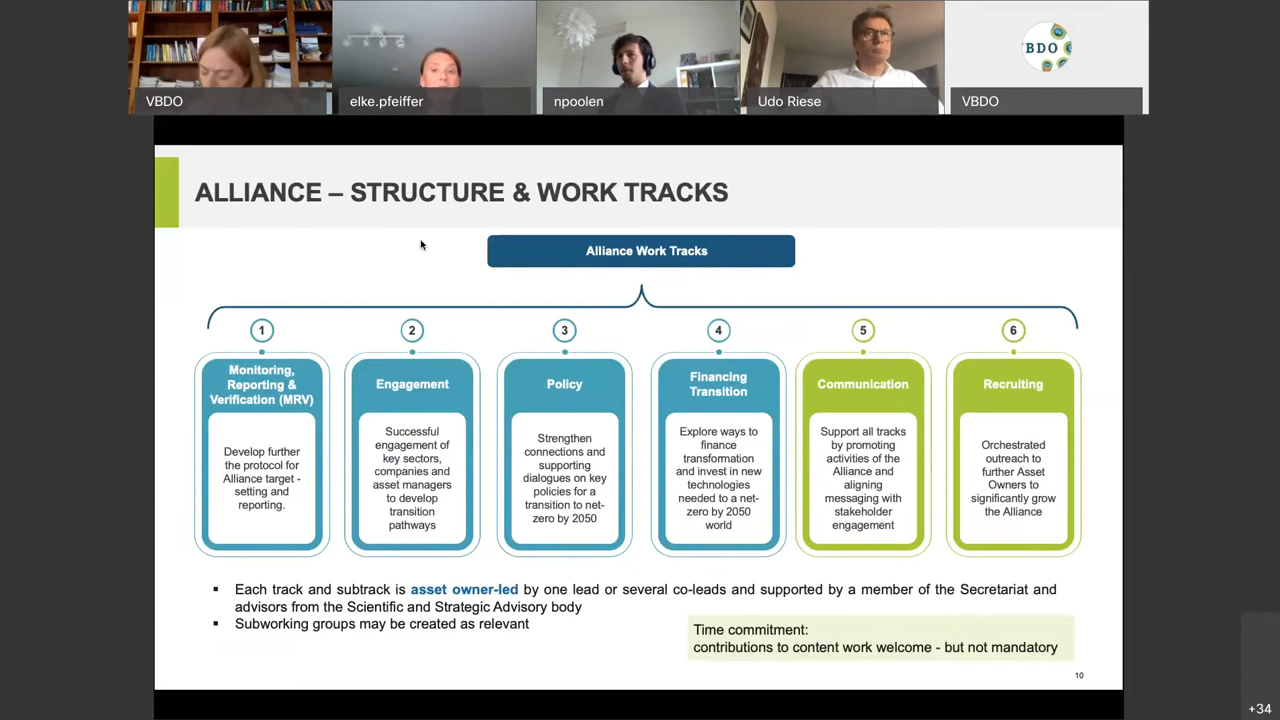 VBDO
elke.pfeiffer
npoolen
Udo Riese
VBDO
VBDO
ALLIANCE – STRUCTURE & WORK TRACKS
Alliance Work Tracks
1
2
3
4
5
6
Monitoring,
Reporting &
Verification (MRV)
Develop further
the protocol for
Alliance target -
setting and
reporting.
Engagement
Successful
engagement of
key sectors,
companies and
asset managers
to develop
transition
pathways
Policy
Strengthen
connections and
supporting
dialogues on key
policies for a
transition to net-
zero by 2050
Financing
Transition
Explore ways to
finance
transformation
and invest in new
technologies
needed to a net-
zero by 2050
world
Communication
Support all tracks
by promoting
activities of the
Alliance and
aligning
messaging with
stakeholder
engagement
Recruiting
Orchestrated
outreach to
further Asset
Owners to
significantly grow
the Alliance
▪ Each track and subtrack is asset owner-led by one lead or several co-leads and supported by a member of the Secretariat and
advisors from the Scientific and Strategic Advisory body
▪ Subworking groups may be created as relevant
Time commitment:
contributions to content work welcome - but not mandatory
10
+34